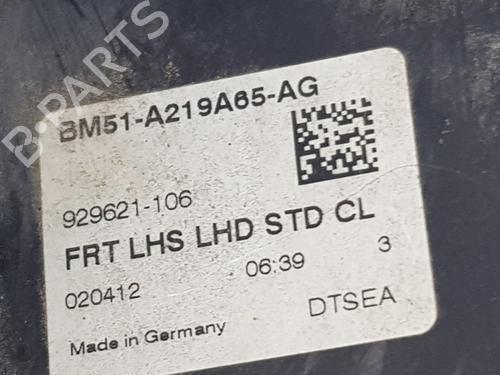 BM51-A219A65-AG
929621-106
FRT LHS LHD STD CL
020412 06:39 3
DTSEA
Made in Germany
B-PARTS